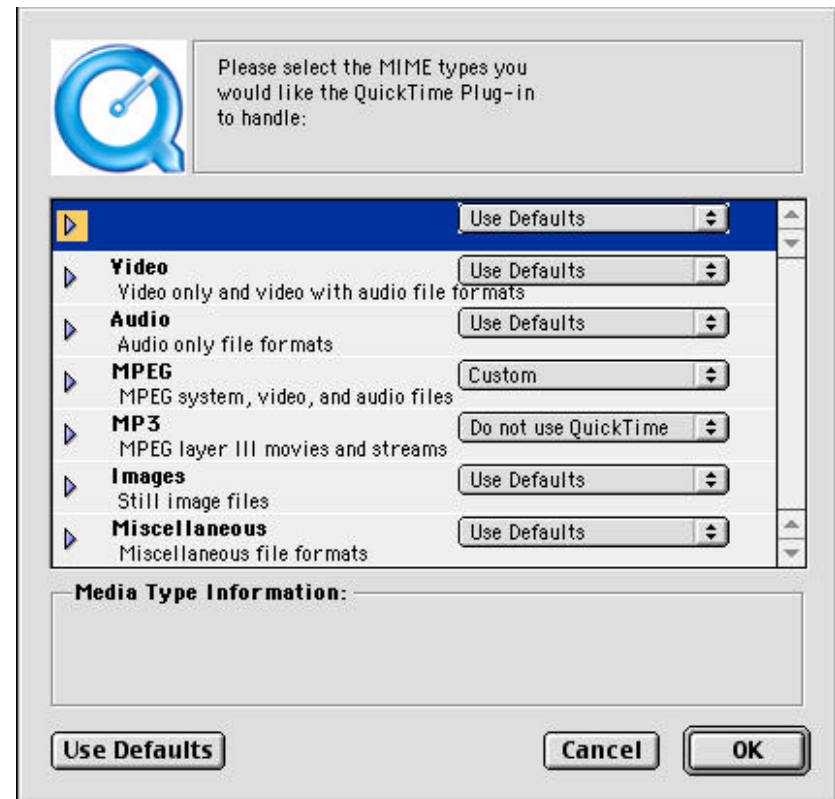 Please select the MIME types you
would like the QuickTime Plug-in
to handle:
Use Defaults
Video
Use Defaults
Video only and video with audio file formats
Audio
Use Defaults
Audio only file formats
MPEG
Custom
MPEG system, video, and audio files
MP3
Do not use QuickTime
MPEG layer III movies and streams
Images
Use Defaults
Still image files
Miscellaneous
Use Defaults
Miscellaneous file formats
Media Type Information:
Use Defaults
Cancel
OK